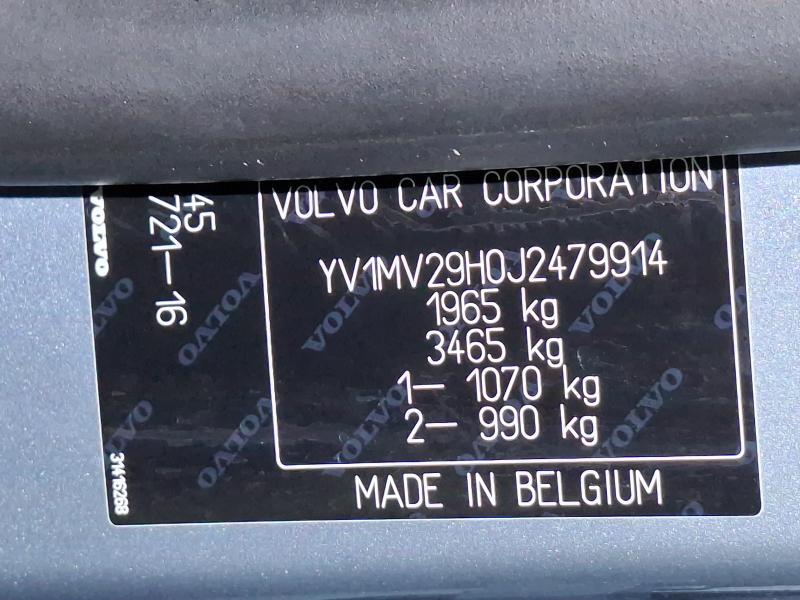 VOLVO CAR CORPORATION
YV1MV29H0J2479914
1965 kg
3465 kg
1- 1070 kg
2- 990 kg
MADE IN BELGIUM
45
721-16
VOLVO
31416268